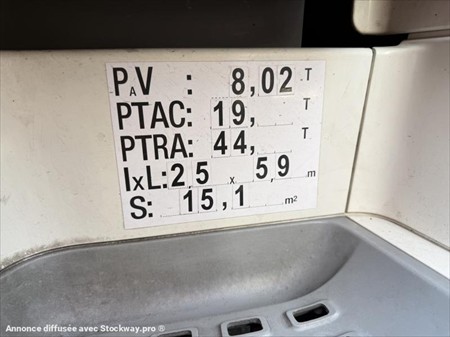 PAV : 8,02 T
PTAC: 19, T
PTRA: 44, T
lxL: 2,5 x 5,9 m
S: 15,1 m²
Annonce diffusée avec Stockway.pro ®